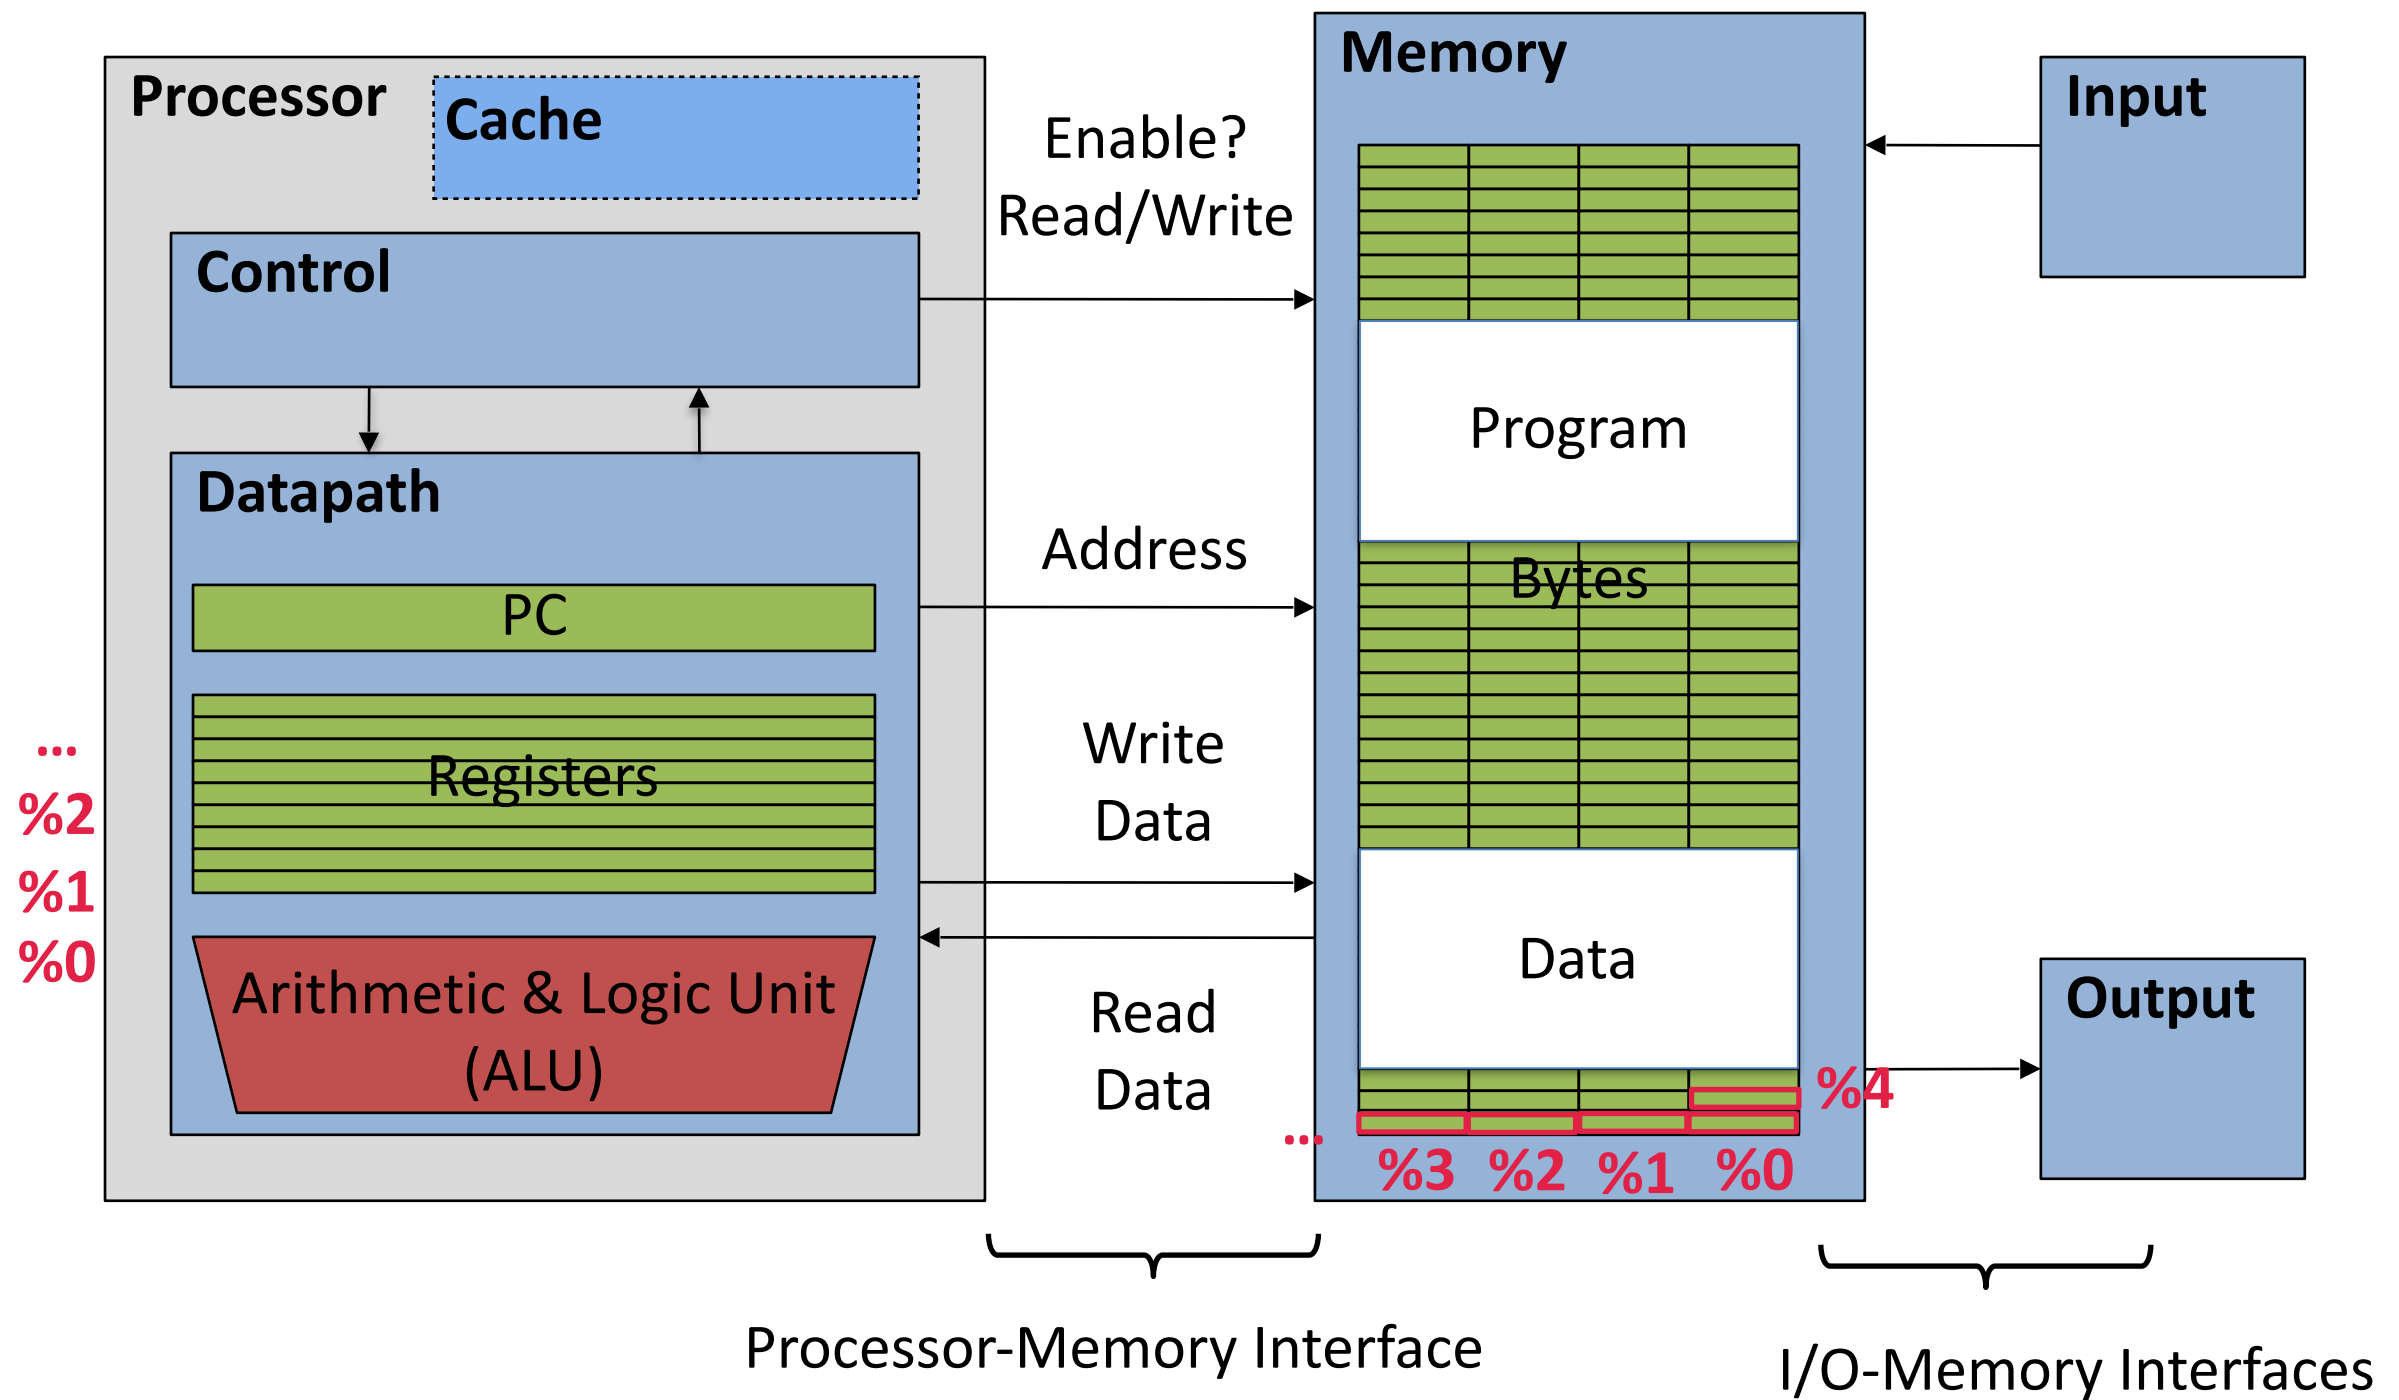 Processor
Cache
Control
Datapath
PC
Registers
...
%2
%1
%0
Arithmetic & Logic Unit
(ALU)
Enable?
Read/Write
Address
Write
Data
Read
Data
Memory
Program
Bytes
Data
%4
...
%3 %2 %1 %0
Input
Output
Processor-Memory Interface
I/O-Memory Interfaces